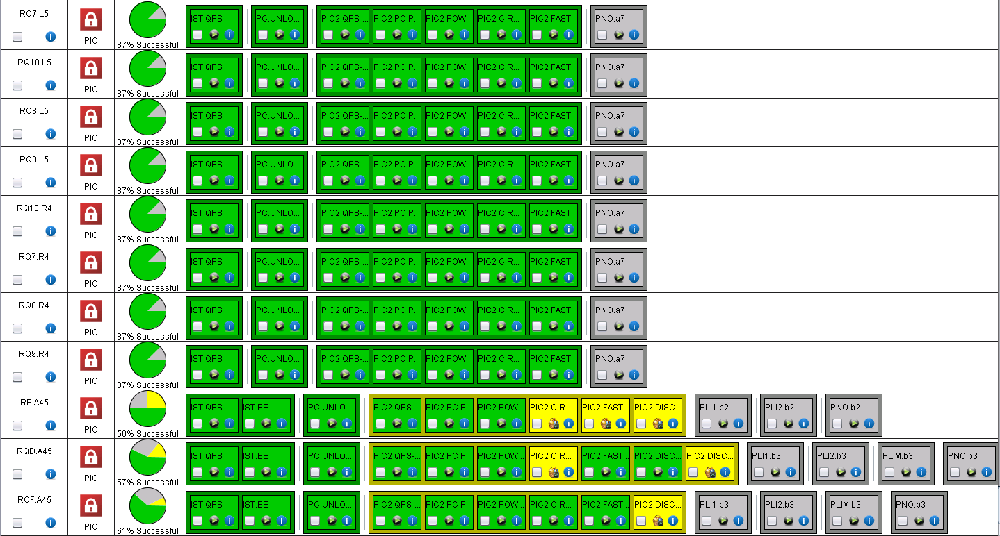 RQ7.L5
PIC
87% Successful
IST.QPS PC.UNLO... PIC2 QPS-... PIC2 PC P... PIC2 POW... PIC2 CIR... PIC2 FAST... PNO.a7
RQ10.L5
PIC
87% Successful
IST.QPS PC.UNLO... PIC2 QPS-... PIC2 PC P... PIC2 POW... PIC2 CIR... PIC2 FAST... PNO.a7
RQ8.L5
PIC
87% Successful
IST.QPS PC.UNLO... PIC2 QPS-... PIC2 PC P... PIC2 POW... PIC2 CIR... PIC2 FAST... PNO.a7
RQ9.L5
PIC
87% Successful
IST.QPS PC.UNLO... PIC2 QPS-... PIC2 PC P... PIC2 POW... PIC2 CIR... PIC2 FAST... PNO.a7
RQ10.R4
PIC
87% Successful
IST.QPS PC.UNLO... PIC2 QPS-... PIC2 PC P... PIC2 POW... PIC2 CIR... PIC2 FAST... PNO.a7
RQ7.R4
PIC
87% Successful
IST.QPS PC.UNLO... PIC2 QPS-... PIC2 PC P... PIC2 POW... PIC2 CIR... PIC2 FAST... PNO.a7
RQ8.R4
PIC
87% Successful
IST.QPS PC.UNLO... PIC2 QPS-... PIC2 PC P... PIC2 POW... PIC2 CIR... PIC2 FAST... PNO.a7
RQ9.R4
PIC
87% Successful
IST.QPS PC.UNLO... PIC2 QPS-... PIC2 PC P... PIC2 POW... PIC2 CIR... PIC2 FAST... PNO.a7
RB.A45
PIC
50% Successful
IST.QPS IST.EE PC.UNLO... PIC2 QPS-... PIC2 PC P... PIC2 POW... PIC2 CIR... PIC2 FAST... PIC2 DISC... PLI1.b2 PLI2.b2 PNO.b2
RQD.A45
PIC
57% Successful
IST.QPS IST.EE PC.UNLO... PIC2 QPS-... PIC2 PC P... PIC2 POW... PIC2 CIR... PIC2 FAST... PIC2 DISC... PIC2 DISC... PLI1.b3 PLI2.b3 PLIM.b3 PNO.b3
RQF.A45
PIC
61% Successful
IST.QPS IST.EE PC.UNLO... PIC2 QPS-... PIC2 PC P... PIC2 POW... PIC2 CIR... PIC2 FAST... PIC2 DISC... PLI1.b3 PLI2.b3 PLIM.b3 PNO.b3